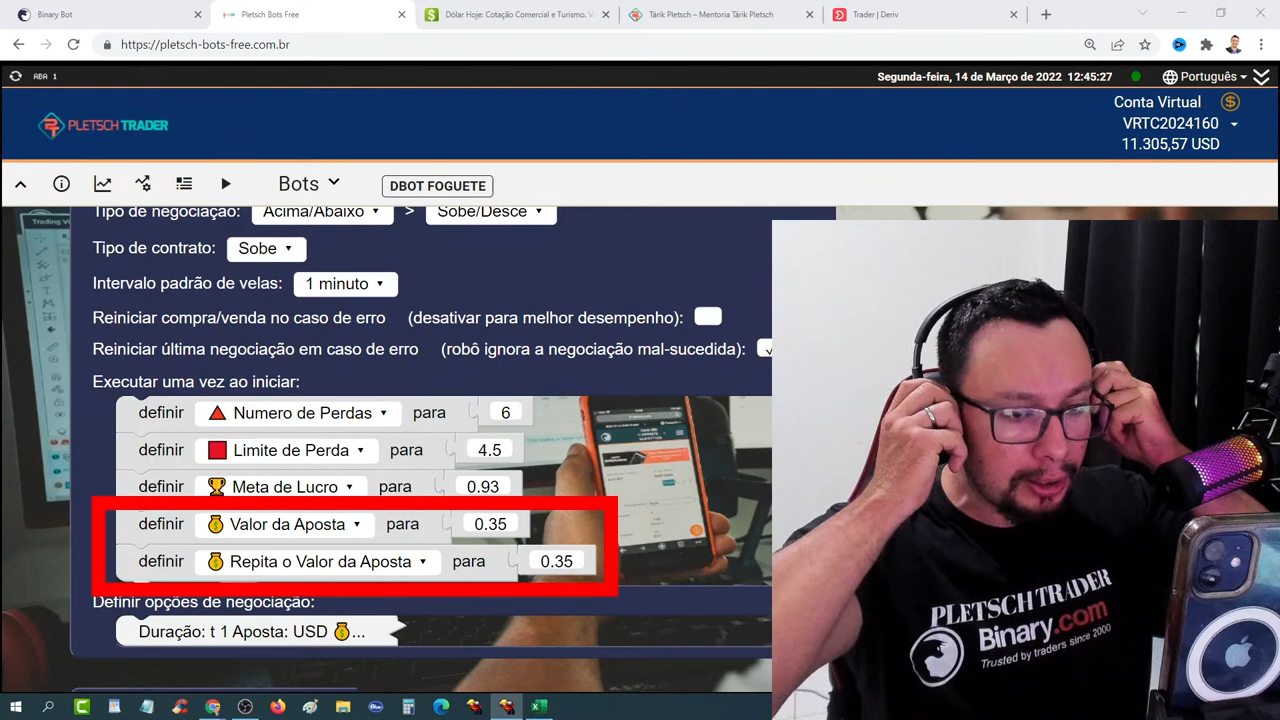 Binary Bot
Pletsch Bots Free
Dólar Hoje: Cotação Comercial e Turismo. V
Tárik Pletsch – Mentoria Tárik Pletsch
Trader | Deriv
https://pletsch-bots-free.com.br
ABA 1
Segunda-feira, 14 de Março de 2022 12:45:27
Português
PLETSCH TRADER
Conta Virtual
VRTC2024160
11.305,57 USD
Bots
DBOT FOGUETE
Tipo de negociação: Acima/Abaixo > Sobe/Desce
Tipo de contrato: Sobe
Intervalo padrão de velas: 1 minuto
Reiniciar compra/venda no caso de erro (desativar para melhor desempenho):
Reiniciar última negociação em caso de erro (robô ignora a negociação mal-sucedida):
Executar uma vez ao iniciar:
definir Numero de Perdas para 6
definir Limite de Perda para 4.5
definir Meta de Lucro para 0.93
definir Valor da Aposta para 0.35
definir Repita o Valor da Aposta para 0.35
Definir opções de negociação:
Duração: t 1 Aposta: USD ...
PLETSCH TRADER
Binary.com
Trusted by traders since 2000